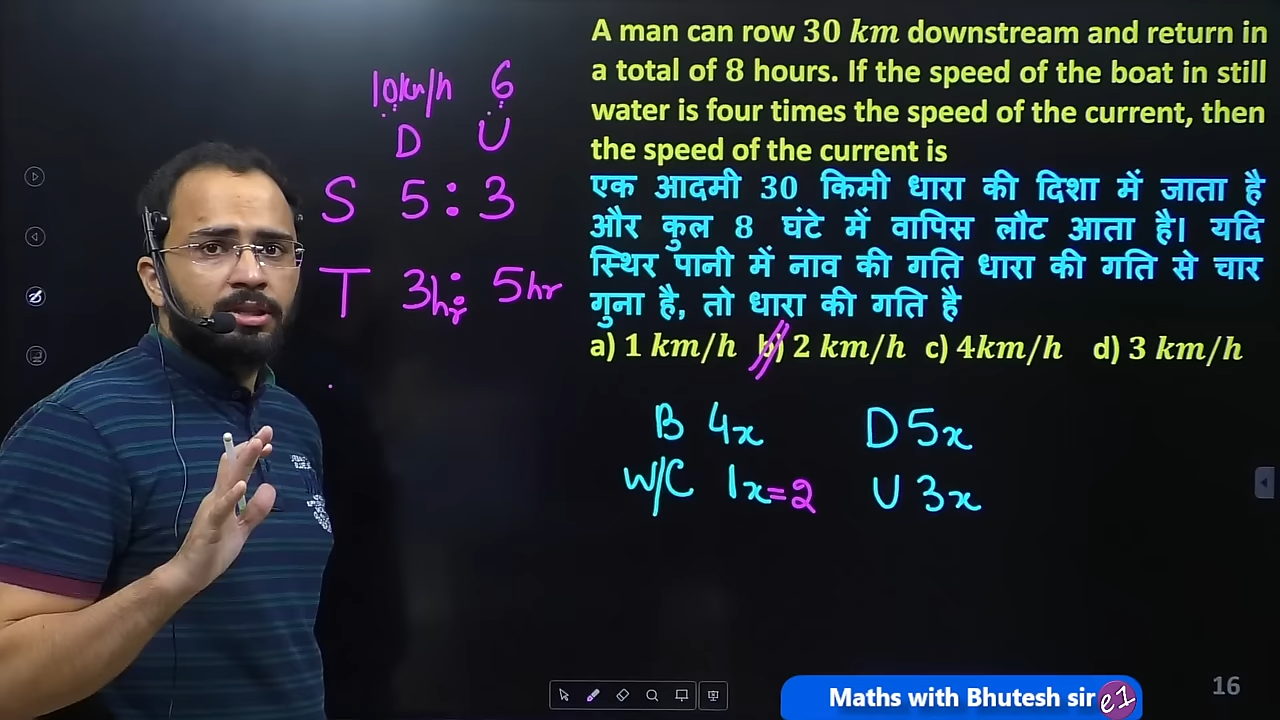 A man can row 30 km downstream and return in
a total of 8 hours. If the speed of the boat in still
water is four times the speed of the current, then
the speed of the current is
एक आदमी 30 किमी धारा की दिशा में जाता है
और कुल 8 घंटे में वापिस लौट आता है। यदि
स्थिर पानी में नाव की गति धारा की गति से चार
गुना है, तो धारा की गति है
a) 1 km/h b) 2 km/h c) 4km/h d) 3 km/h
10km/h 6
D U
S 5 : 3
T 3hr : 5hr
B 4x D 5x
W/C 1x=2 U 3x
Maths with Bhutesh sir e1
16